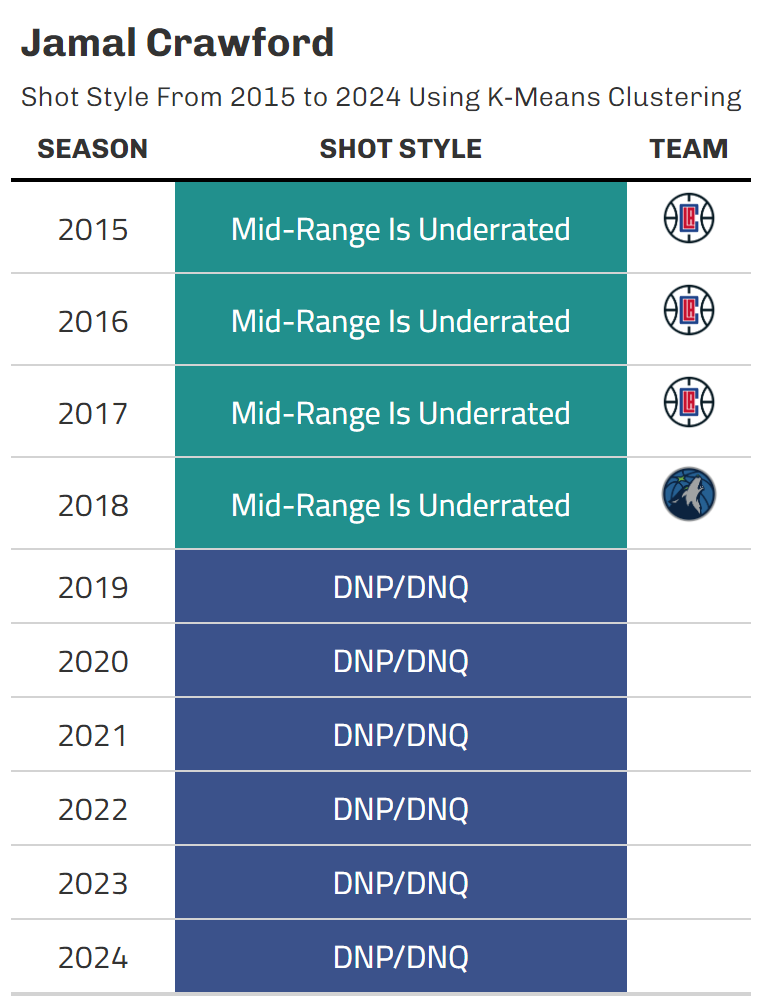 Jamal Crawford
Shot Style From 2015 to 2024 Using K-Means Clustering
SEASON SHOT STYLE TEAM
2015 Mid-Range Is Underrated
2016 Mid-Range Is Underrated
2017 Mid-Range Is Underrated
2018 Mid-Range Is Underrated
2019 DNP/DNQ
2020 DNP/DNQ
2021 DNP/DNQ
2022 DNP/DNQ
2023 DNP/DNQ
2024 DNP/DNQ